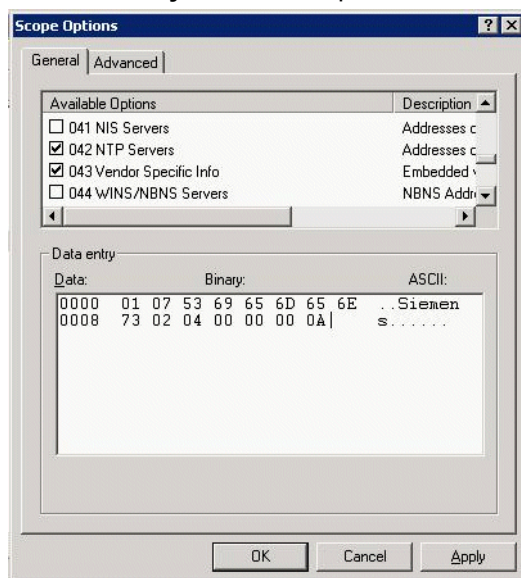 Scope Options
General Advanced
Available Options Description
041 NIS Servers Addresses o
042 NTP Servers Addresses o
043 Vendor Specific Info Embedded
044 WINS/NBNS Servers NBNS Addr
Data entry
Data: Binary: ASCII:
0000 01 07 53 69 65 6D 65 6E ..Siemen
0008 73 02 04 00 00 00 0A s......
OK Cancel Apply